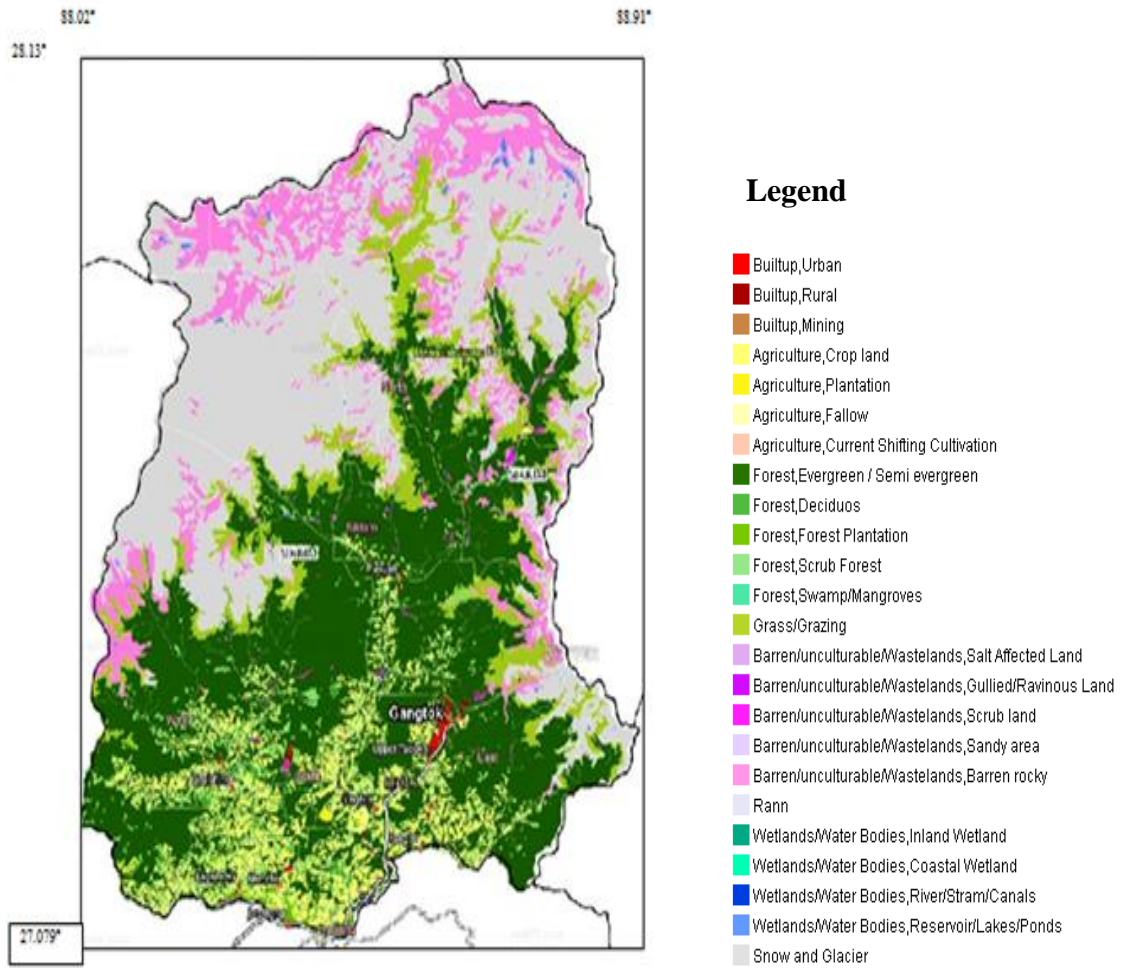 88.02°
88.91°
28.13°
Gangtok
27.079°
Legend
Builtup,Urban
Builtup,Rural
Builtup,Mining
Agriculture,Crop land
Agriculture,Plantation
Agriculture,Fallow
Agriculture,Current Shifting Cultivation
Forest,Evergreen / Semi evergreen
Forest,Deciduos
Forest,Forest Plantation
Forest,Scrub Forest
Forest,Swamp/Mangroves
Grass/Grazing
Barren/unculturable/Wastelands,Salt Affected Land
Barren/unculturable/Wastelands,Gullied/Ravinous Land
Barren/unculturable/Wastelands,Scrub land
Barren/unculturable/Wastelands,Sandy area
Barren/unculturable/Wastelands,Barren rocky
Rann
Wetlands/Water Bodies,Inland Wetland
Wetlands/Water Bodies,Coastal Wetland
Wetlands/Water Bodies,River/Stram/Canals
Wetlands/Water Bodies,Reservoir/Lakes/Ponds
Snow and Glacier